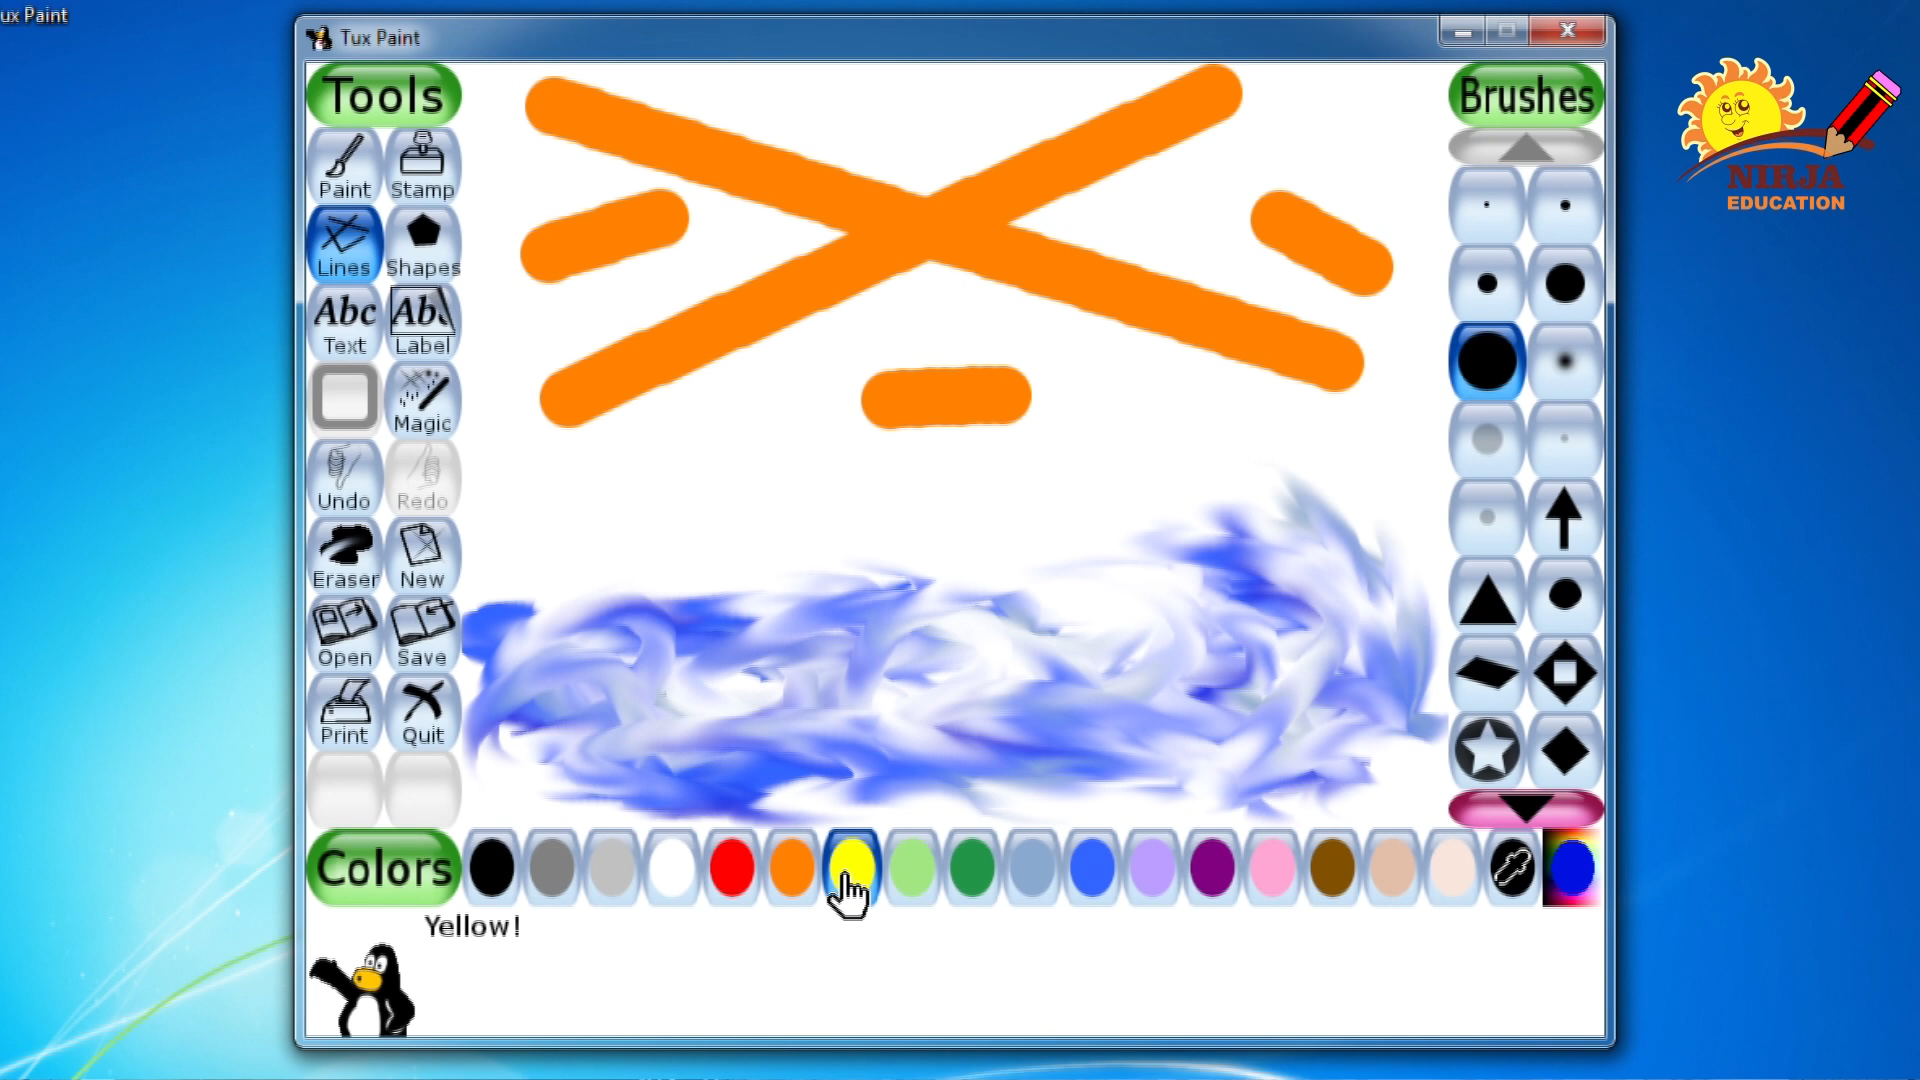 ux Paint
Tux Paint
Tools
Brushes
Paint
Stamp
Lines
Shapes
Abc
Text
Abc
Label
Magic
Undo
Redo
Eraser
New
Open
Save
Print
Quit
Colors
Yellow!
NIRJA
EDUCATION